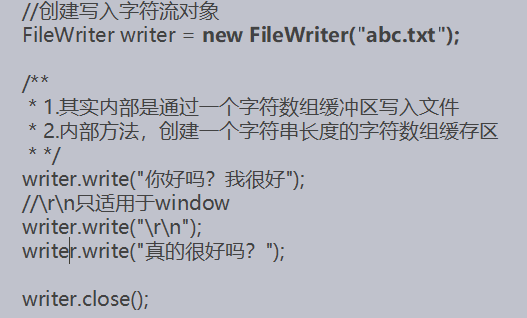 //创建写入字符流对象
FileWriter writer = new FileWriter("abc.txt");
/**
* 1.其实内部是通过一个字符数组缓冲区写入文件
* 2.内部方法，创建一个字符串长度的字符数组缓存区
* */
writer.write("你好吗？我很好");
//\r\n只适用于window
writer.write("\r\n");
writer.write("真的很好吗？");
writer.close();